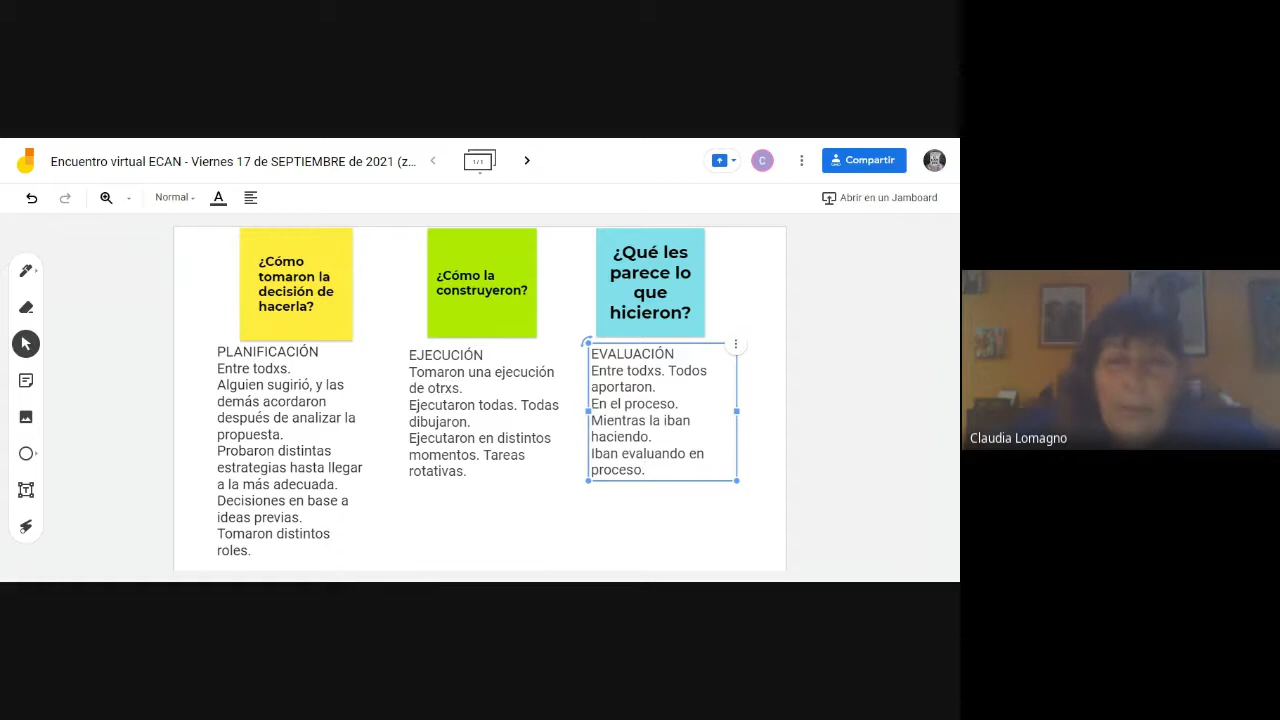 Encuentro virtual ECAN - Viernes 17 de SEPTIEMBRE de 2021 (z...
1/1
C
Compartir
Normal
A
Abrir en un Jamboard
¿Cómo
tomaron la
decisión de
hacerla?
¿Cómo la
construyeron?
¿Qué les
parece lo
que
hicieron?
PLANIFICACIÓN
Entre todxs.
Alguien sugirió, y las
demás acordaron
después de analizar la
propuesta.
Probaron distintas
estrategias hasta llegar
a la más adecuada.
Decisiones en base a
ideas previas.
Tomaron distintos
roles.
EJECUCIÓN
Tomaron una ejecución
de otrxs.
Ejecutaron todas. Todas
dibujaron.
Ejecutaron en distintos
momentos. Tareas
rotativas.
EVALUACIÓN
Entre todxs. Todos
aportaron.
En el proceso.
Mientras la iban
haciendo.
Iban evaluando en
proceso.
Claudia Lomagno